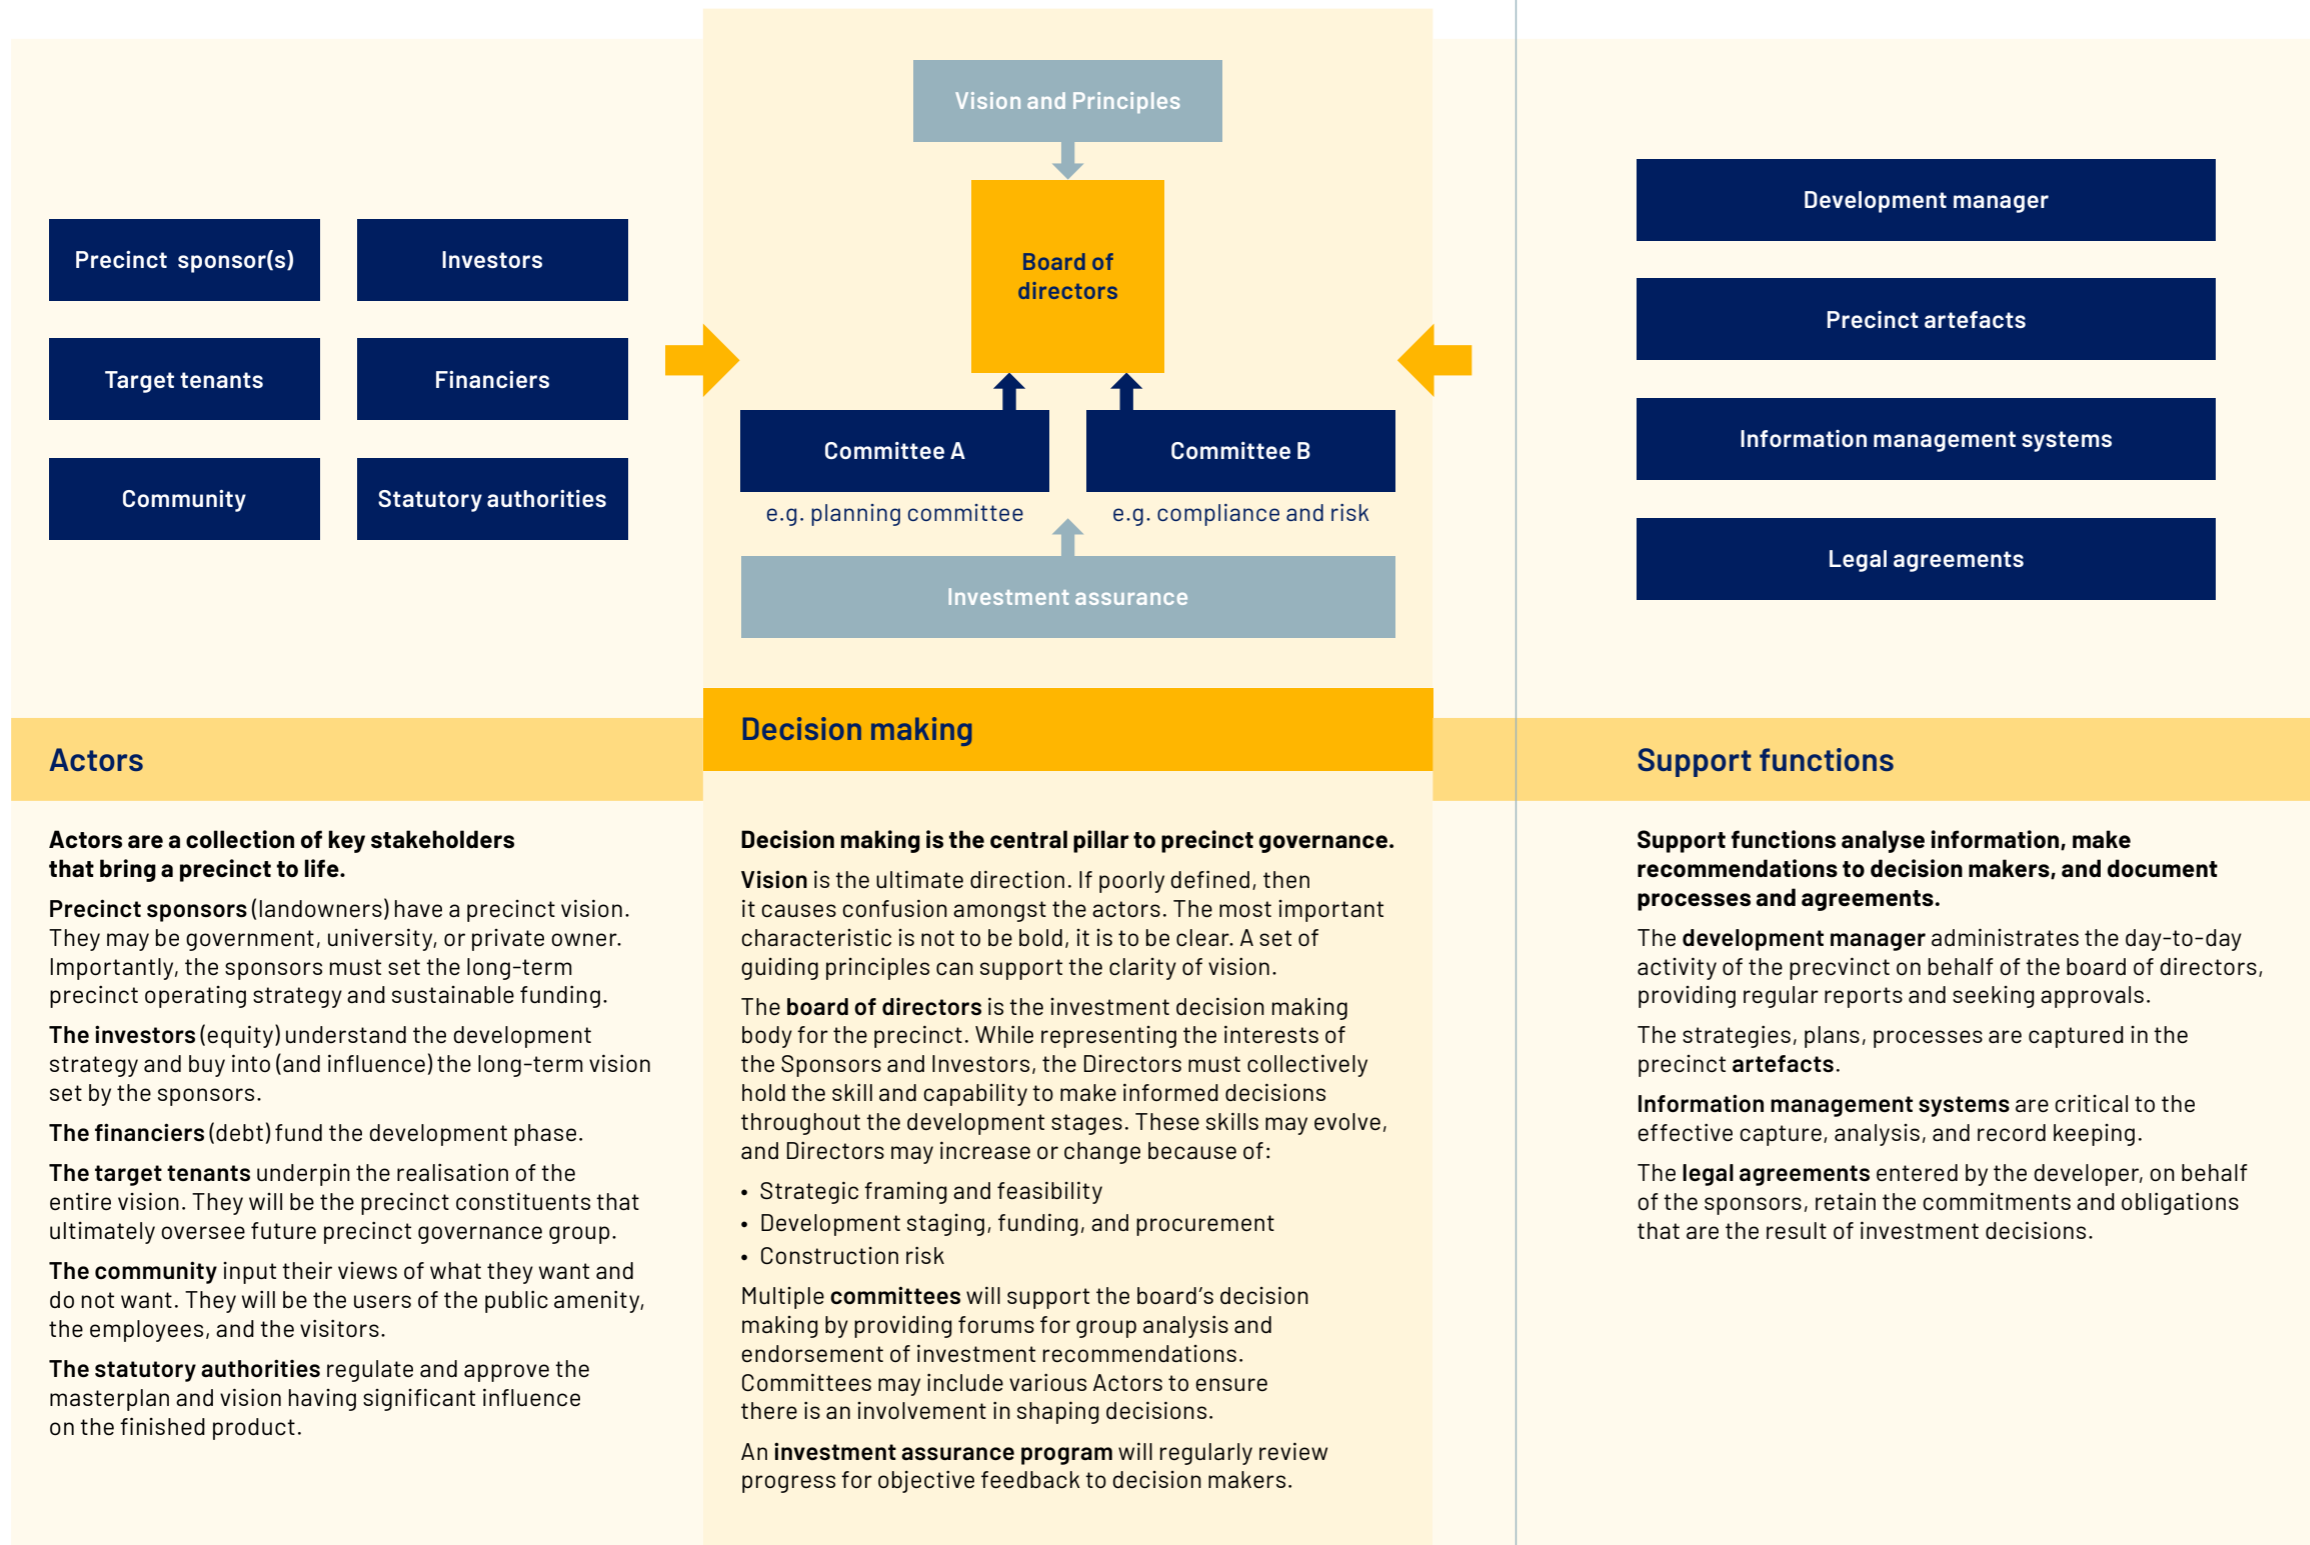 Vision and Principles
Board of
directors
Precinct sponsor(s)
Investors
Target tenants
Financiers
Community
Statutory authorities
Committee A
Committee B
e.g. planning committee
e.g. compliance and risk
Investment assurance
Development manager
Precinct artefacts
Information management systems
Legal agreements
Actors
Actors are a collection of key stakeholders
that bring a precinct to life.
Precinct sponsors (landowners) have a precinct vision.
They may be government, university, or private owner.
Importantly, the sponsors must set the long-term
precinct operating strategy and sustainable funding.
The investors (equity) understand the development
strategy and buy into (and influence) the long-term vision
set by the sponsors.
The financiers (debt) fund the development phase.
The target tenants underpin the realisation of the
entire vision. They will be the precinct constituents that
ultimately oversee future precinct governance group.
The community input their views of what they want and
do not want. They will be the users of the public amenity,
the employees, and the visitors.
The statutory authorities regulate and approve the
masterplan and vision having significant influence
on the finished product.
Decision making
Decision making is the central pillar to precinct governance.
Vision is the ultimate direction. If poorly defined, then
it causes confusion amongst the actors. The most important
characteristic is not to be bold, it is to be clear. A set of
guiding principles can support the clarity of vision.
The board of directors is the investment decision making
body for the precinct. While representing the interests of
the Sponsors and Investors, the Directors must collectively
hold the skill and capability to make informed decisions
throughout the development stages. These skills may evolve,
and Directors may increase or change because of:
• Strategic framing and feasibility
• Development staging, funding, and procurement
• Construction risk
Multiple committees will support the board's decision
making by providing forums for group analysis and
endorsement of investment recommendations.
Committees may include various Actors to ensure
there is an involvement in shaping decisions.
An investment assurance program will regularly review
progress for objective feedback to decision makers.
Support functions
Support functions analyse information, make
recommendations to decision makers, and document
processes and agreements.
The development manager administrates the day-to-day
activity of the precvinct on behalf of the board of directors,
providing regular reports and seeking approvals.
The strategies, plans, processes are captured in the
precinct artefacts.
Information management systems are critical to the
effective capture, analysis, and record keeping.
The legal agreements entered by the developer, on behalf
of the sponsors, retain the commitments and obligations
that are the result of investment decisions.